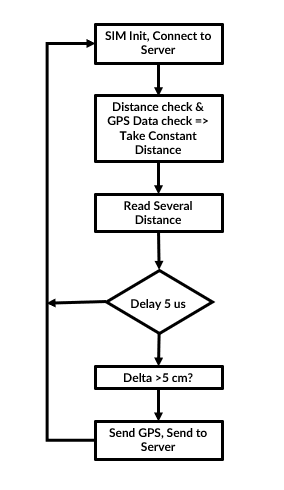 SIM Init, Connect to
Server
Distance check &
GPS Data check =>
Take Constant
Distance
Read Several
Distance
Delay 5 us
Delta >5 cm?
Send GPS, Send to
Server